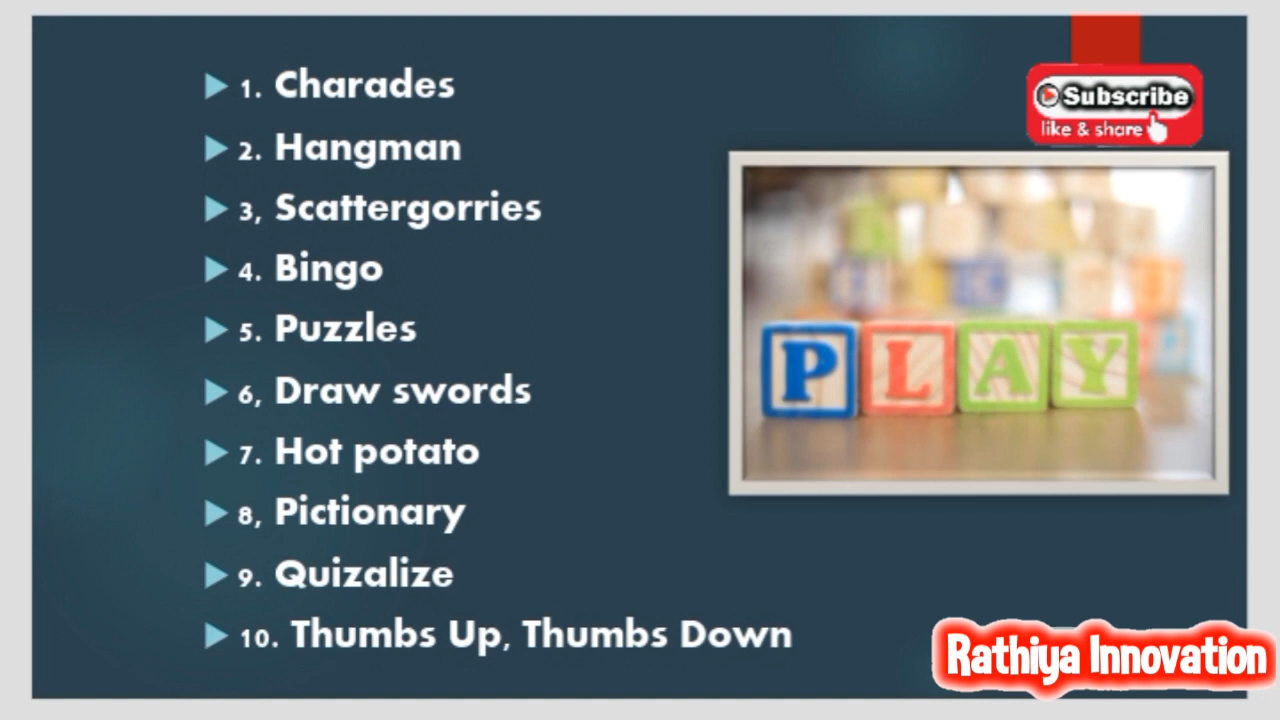 1. Charades
2. Hangman
3, Scattergorries
4. Bingo
5. Puzzles
6, Draw swords
7. Hot potato
8, Pictionary
9. Quizalize
10. Thumbs Up, Thumbs Down
Subscribe
like & share
PLAY
Rathiya Innovation